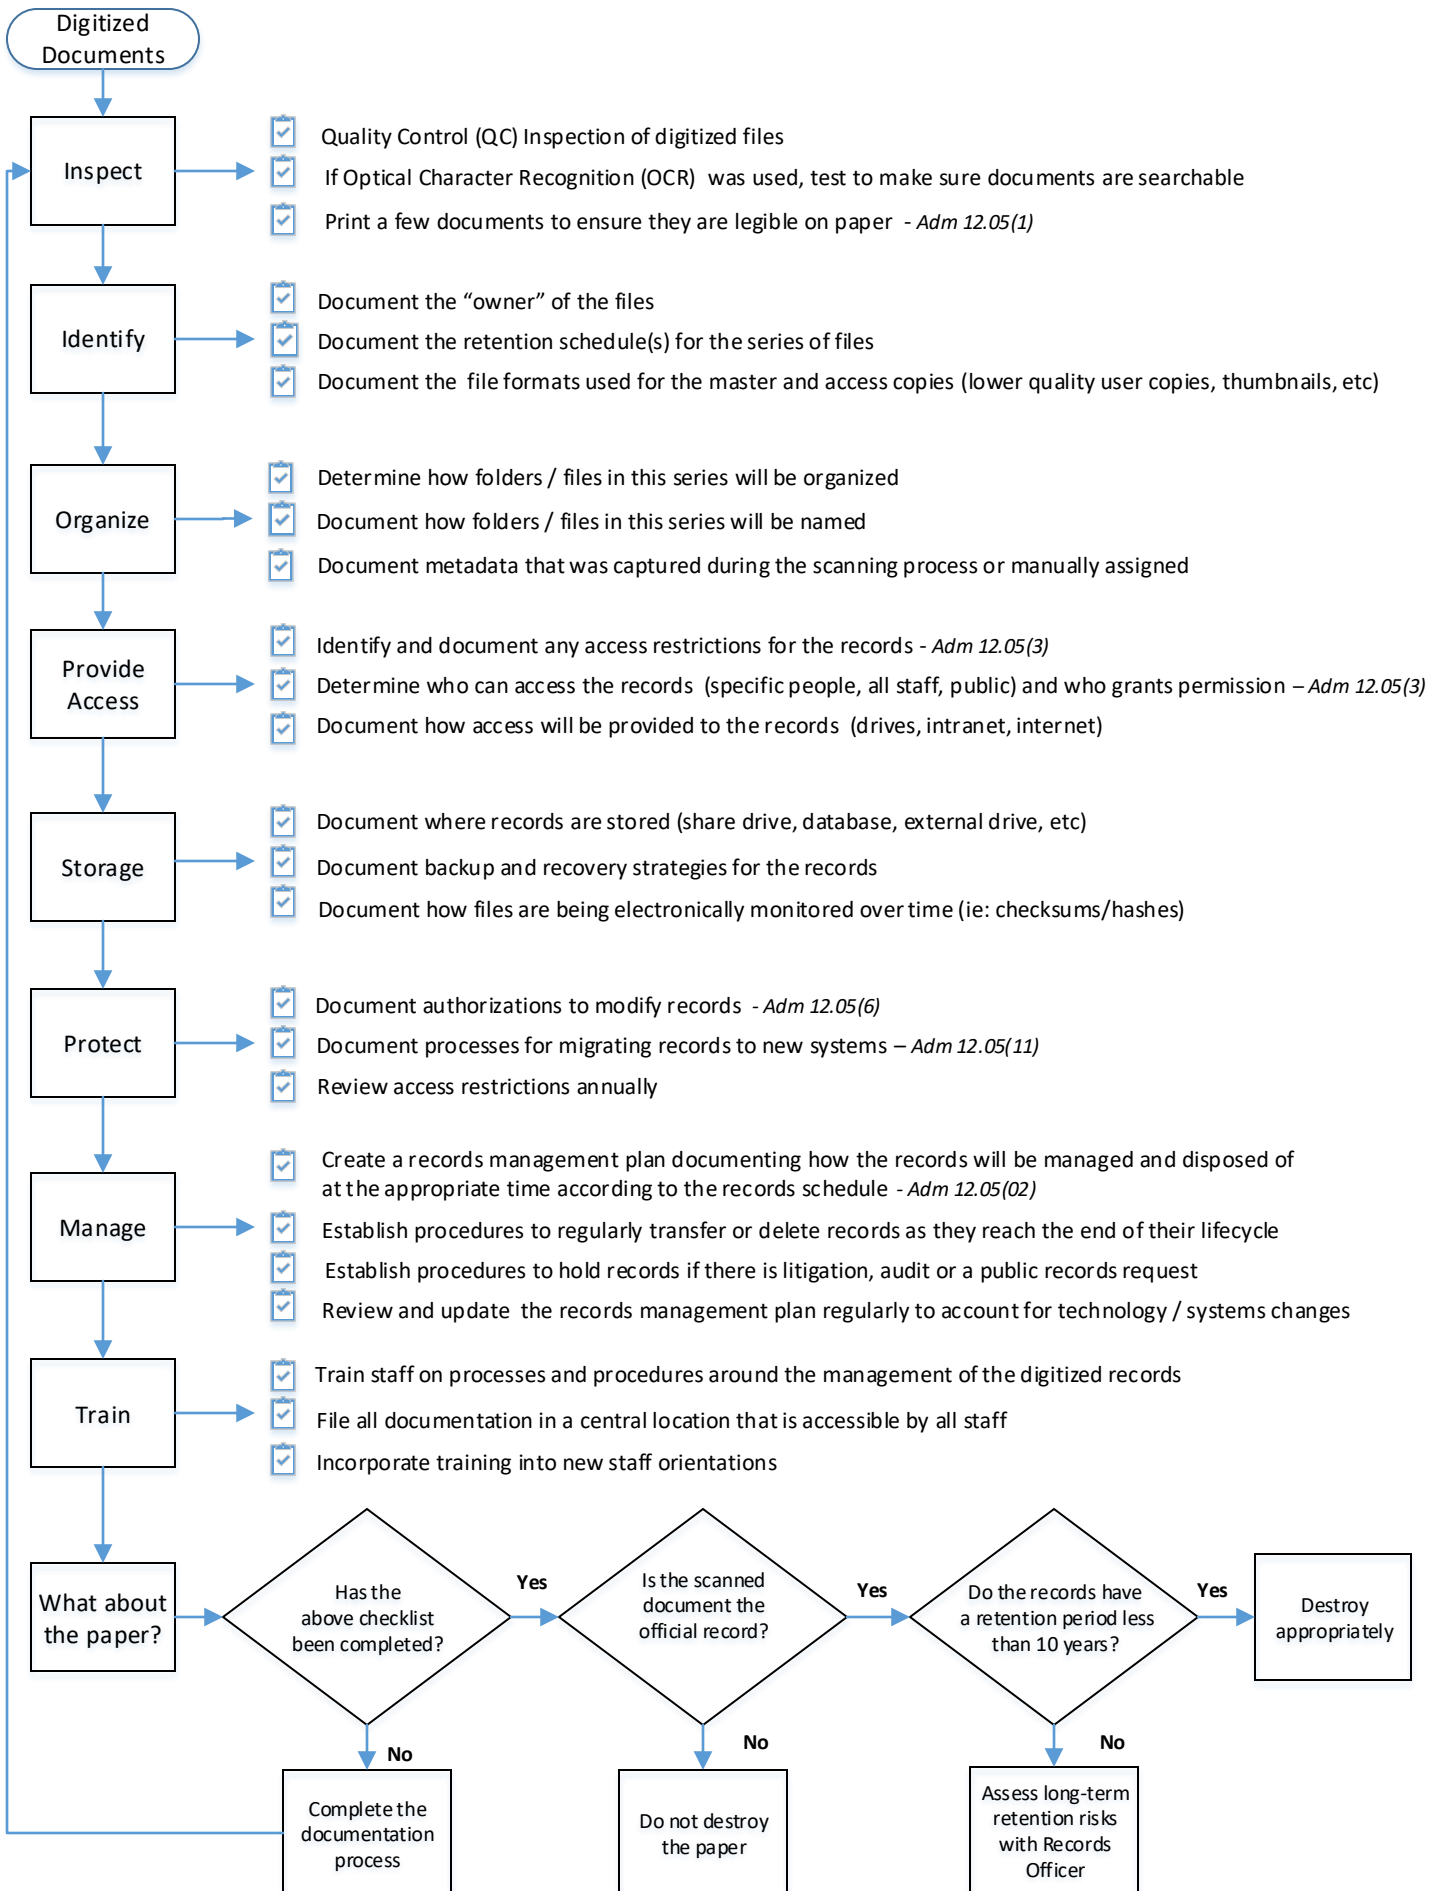 Digitized
Documents
Inspect
Quality Control (QC) Inspection of digitized files
If Optical Character Recognition (OCR) was used, test to make sure documents are searchable
Print a few documents to ensure they are legible on paper - Adm 12.05(1)
Identify
Document the “owner” of the files
Document the retention schedule(s) for the series of files
Document the file formats used for the master and access copies (lower quality user copies, thumbnails, etc)
Organize
Determine how folders / files in this series will be organized
Document how folders / files in this series will be named
Document metadata that was captured during the scanning process or manually assigned
Provide
Access
Identify and document any access restrictions for the records - Adm 12.05(3)
Determine who can access the records (specific people, all staff, public) and who grants permission – Adm 12.05(3)
Document how access will be provided to the records (drives, intranet, internet)
Storage
Document where records are stored (share drive, database, external drive, etc)
Document backup and recovery strategies for the records
Document how files are being electronically monitored over time (ie: checksums/hashes)
Protect
Document authorizations to modify records - Adm 12.05(6)
Document processes for migrating records to new systems – Adm 12.05(11)
Review access restrictions annually
Manage
Create a records management plan documenting how the records will be managed and disposed of
at the appropriate time according to the records schedule - Adm 12.05(02)
Establish procedures to regularly transfer or delete records as they reach the end of their lifecycle
Establish procedures to hold records if there is litigation, audit or a public records request
Review and update the records management plan regularly to account for technology / systems changes
Train
Train staff on processes and procedures around the management of the digitized records
File all documentation in a central location that is accessible by all staff
Incorporate training into new staff orientations
What about
the paper?
Has the
above checklist
been completed?
Yes
Is the scanned
document the
official record?
Yes
Do the records have
a retention period less
than 10 years?
Yes
Destroy
appropriately
No
Complete the
documentation
process
No
Do not destroy
the paper
No
Assess long-term
retention risks
with Records
Officer